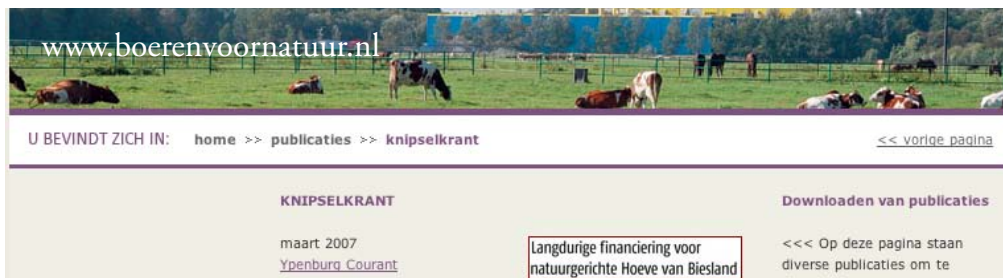 www.boerenvoornatuur.nl
U BEVINDT ZICH IN: home >> publicaties >> knipselkrant << vorige pagina
KNIPSELKRANT
maart 2007
Ypenburg Courant
Langdurige financiering voor
natuurgerichte Hoeve van Biesland
Downloaden van publicaties
<<< Op deze pagina staan
diverse publicaties om te